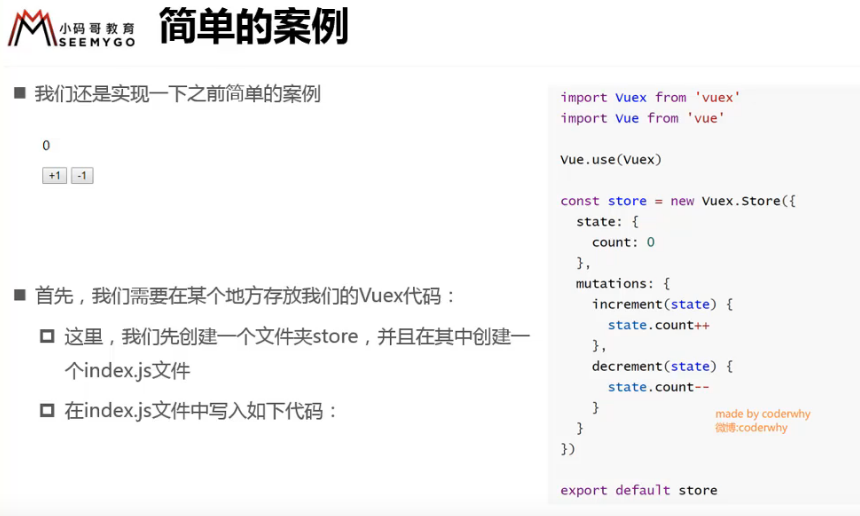 小码哥教育
SEEMYGO
简单的案例
我们还是实现一下之前简单的案例
0
+1 -1
首先，我们需要在某个地方存放我们的Vuex代码：
这里，我们先创建一个文件夹store，并且在其中创建一
个index.js文件
在index.js文件中写入如下代码：
import Vuex from 'vuex'
import Vue from 'vue'
Vue.use(Vuex)
const store = new Vuex.Store({
state: {
count: 0
},
mutations: {
increment(state) {
state.count++
},
decrement(state) {
state.count--
}
}
})
export default store
made by coderwhy
微博:coderwhy